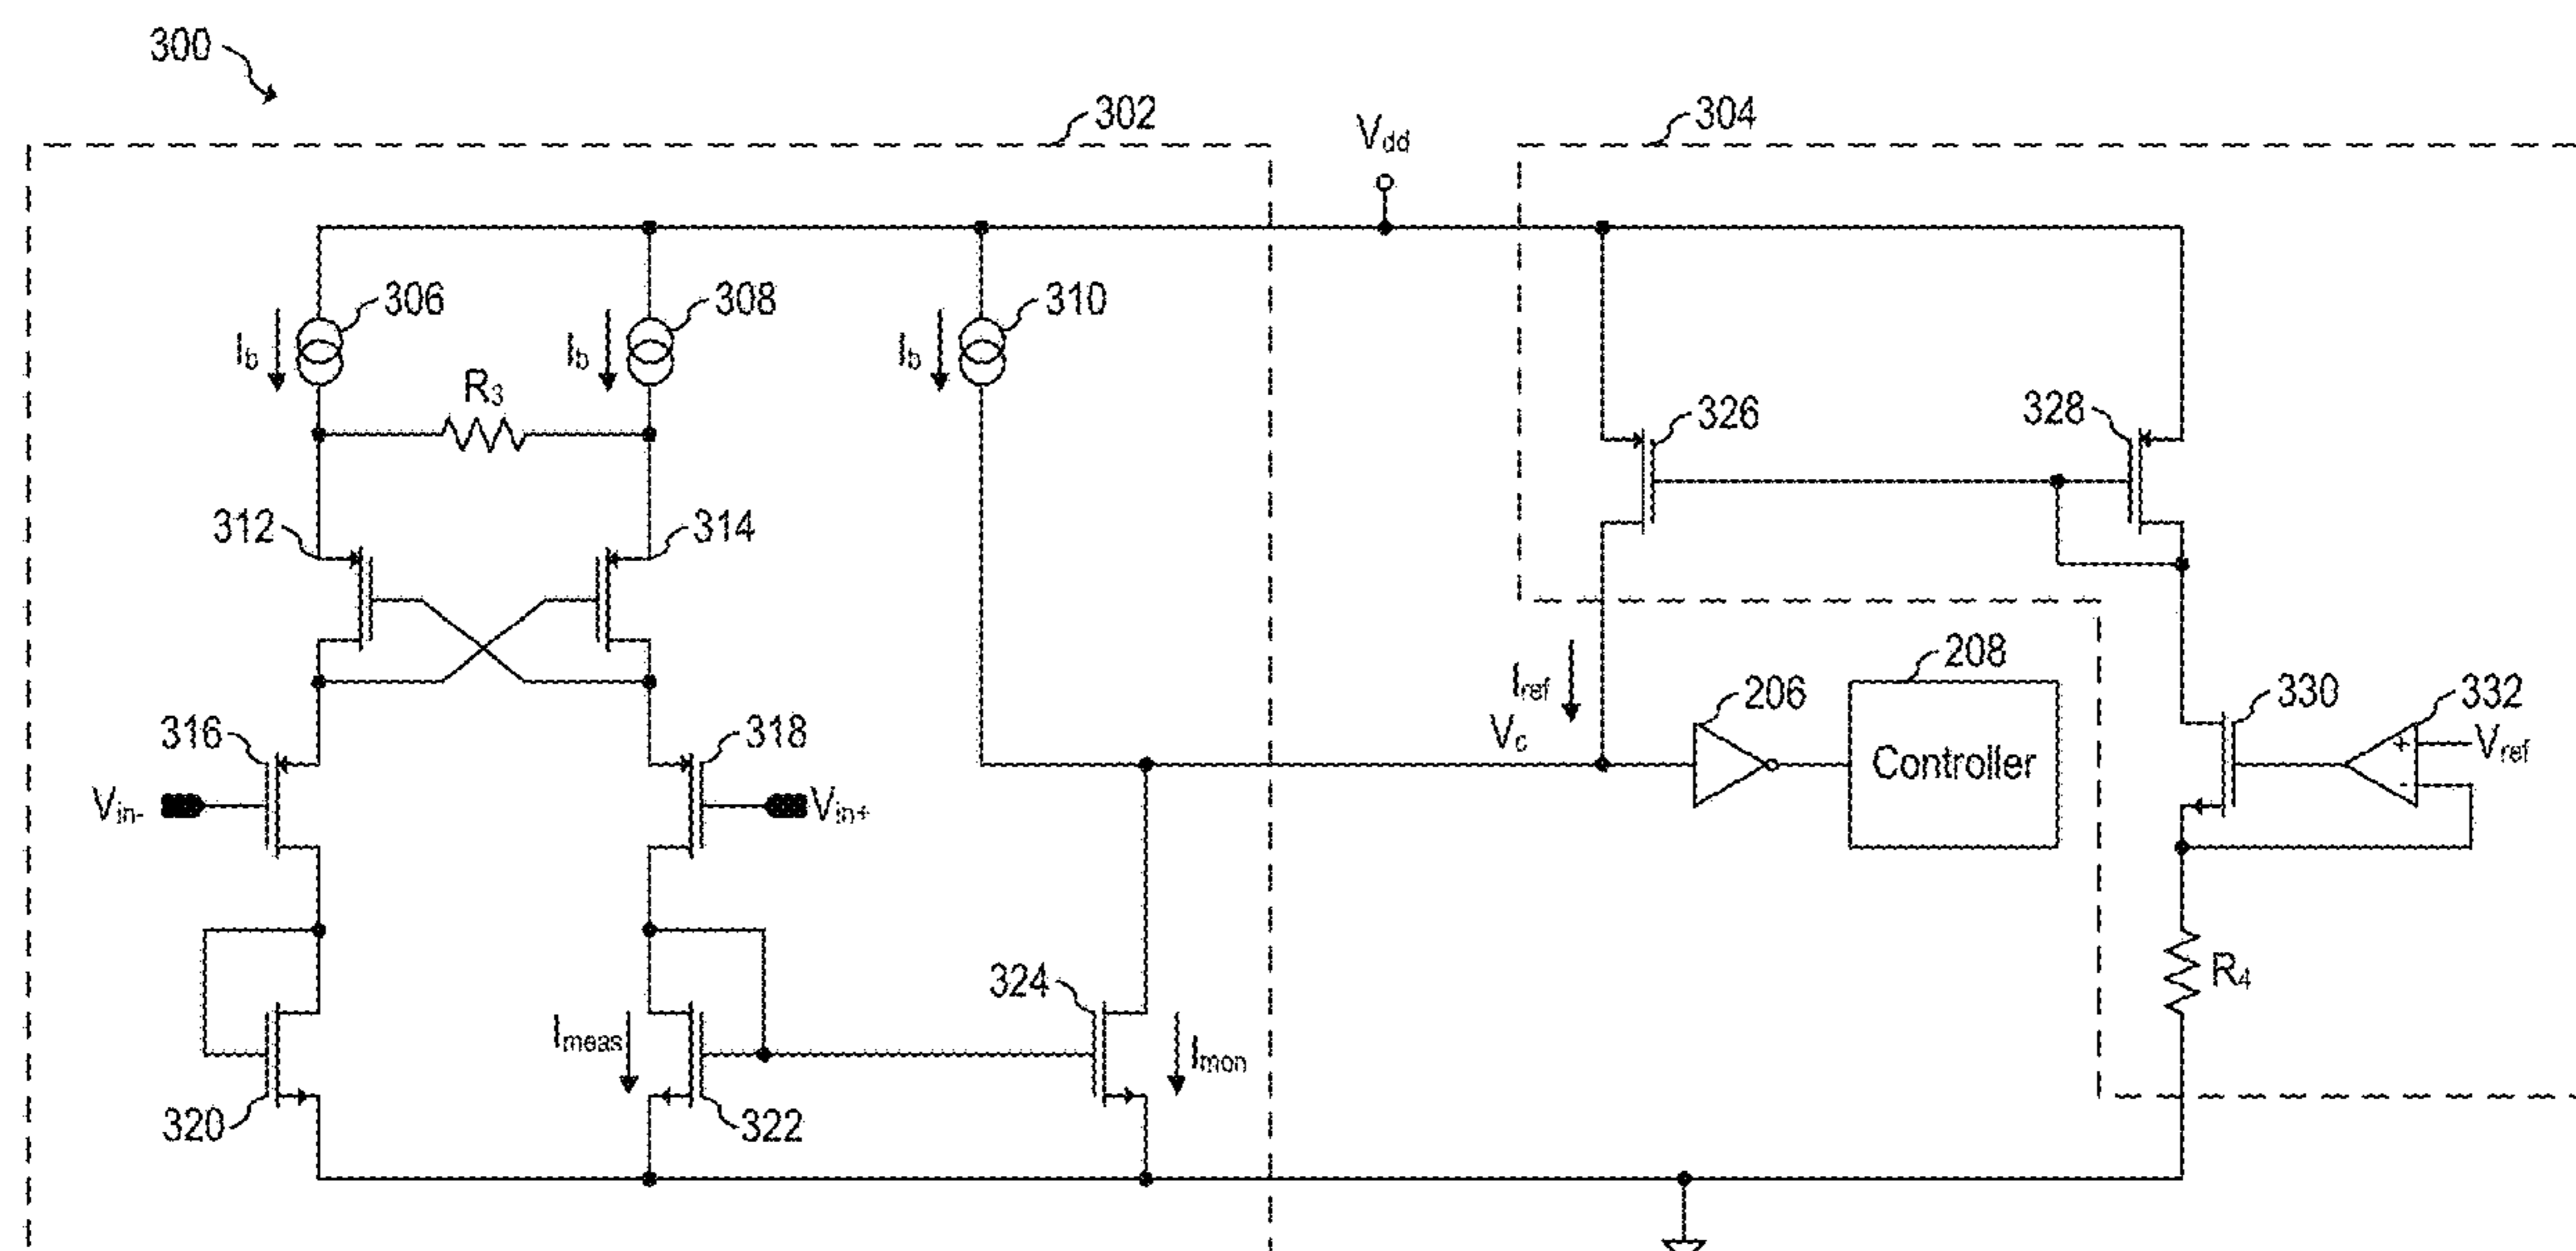 300
302
304
Vdd
306
308
310
Ib
Ib
Ib
R3
326
328
312
314
208
Iref
206
330
332
316
318
Vc
Controller
+
Vref
-
Vin-
Vin+
324
R4
Imeas
Imon
320
322